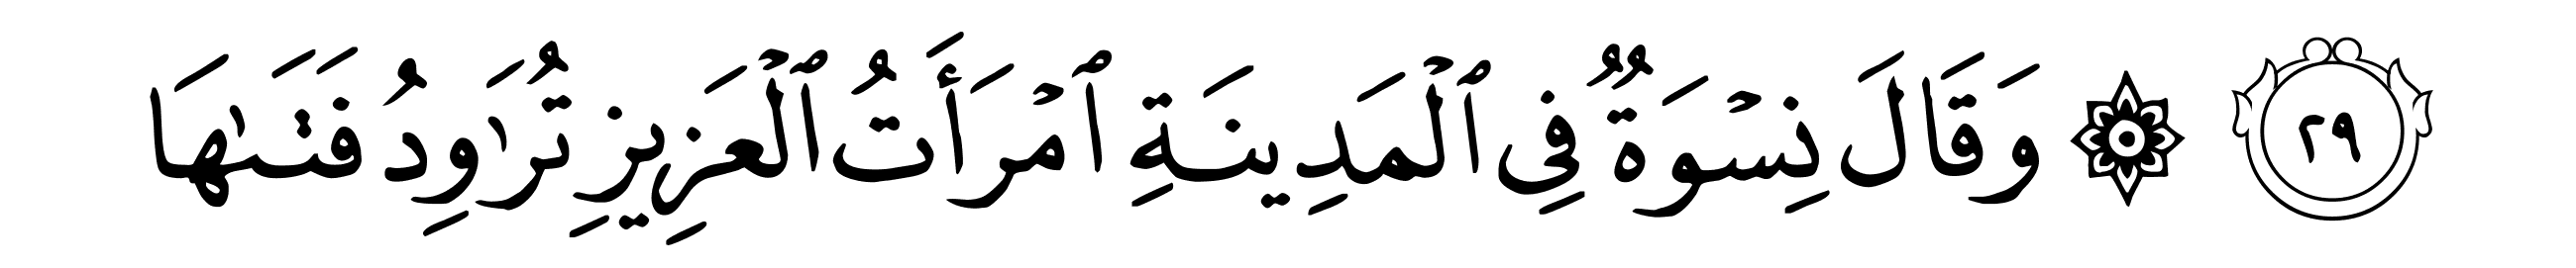 ٢٩ ۞ وَقَالَ نِسۡوَةٞ فِي ٱلۡمَدِينَةِ ٱمۡرَأَتُ ٱلۡعَزِيزِ تُرَٰوِدُ فَتَىٰهَا